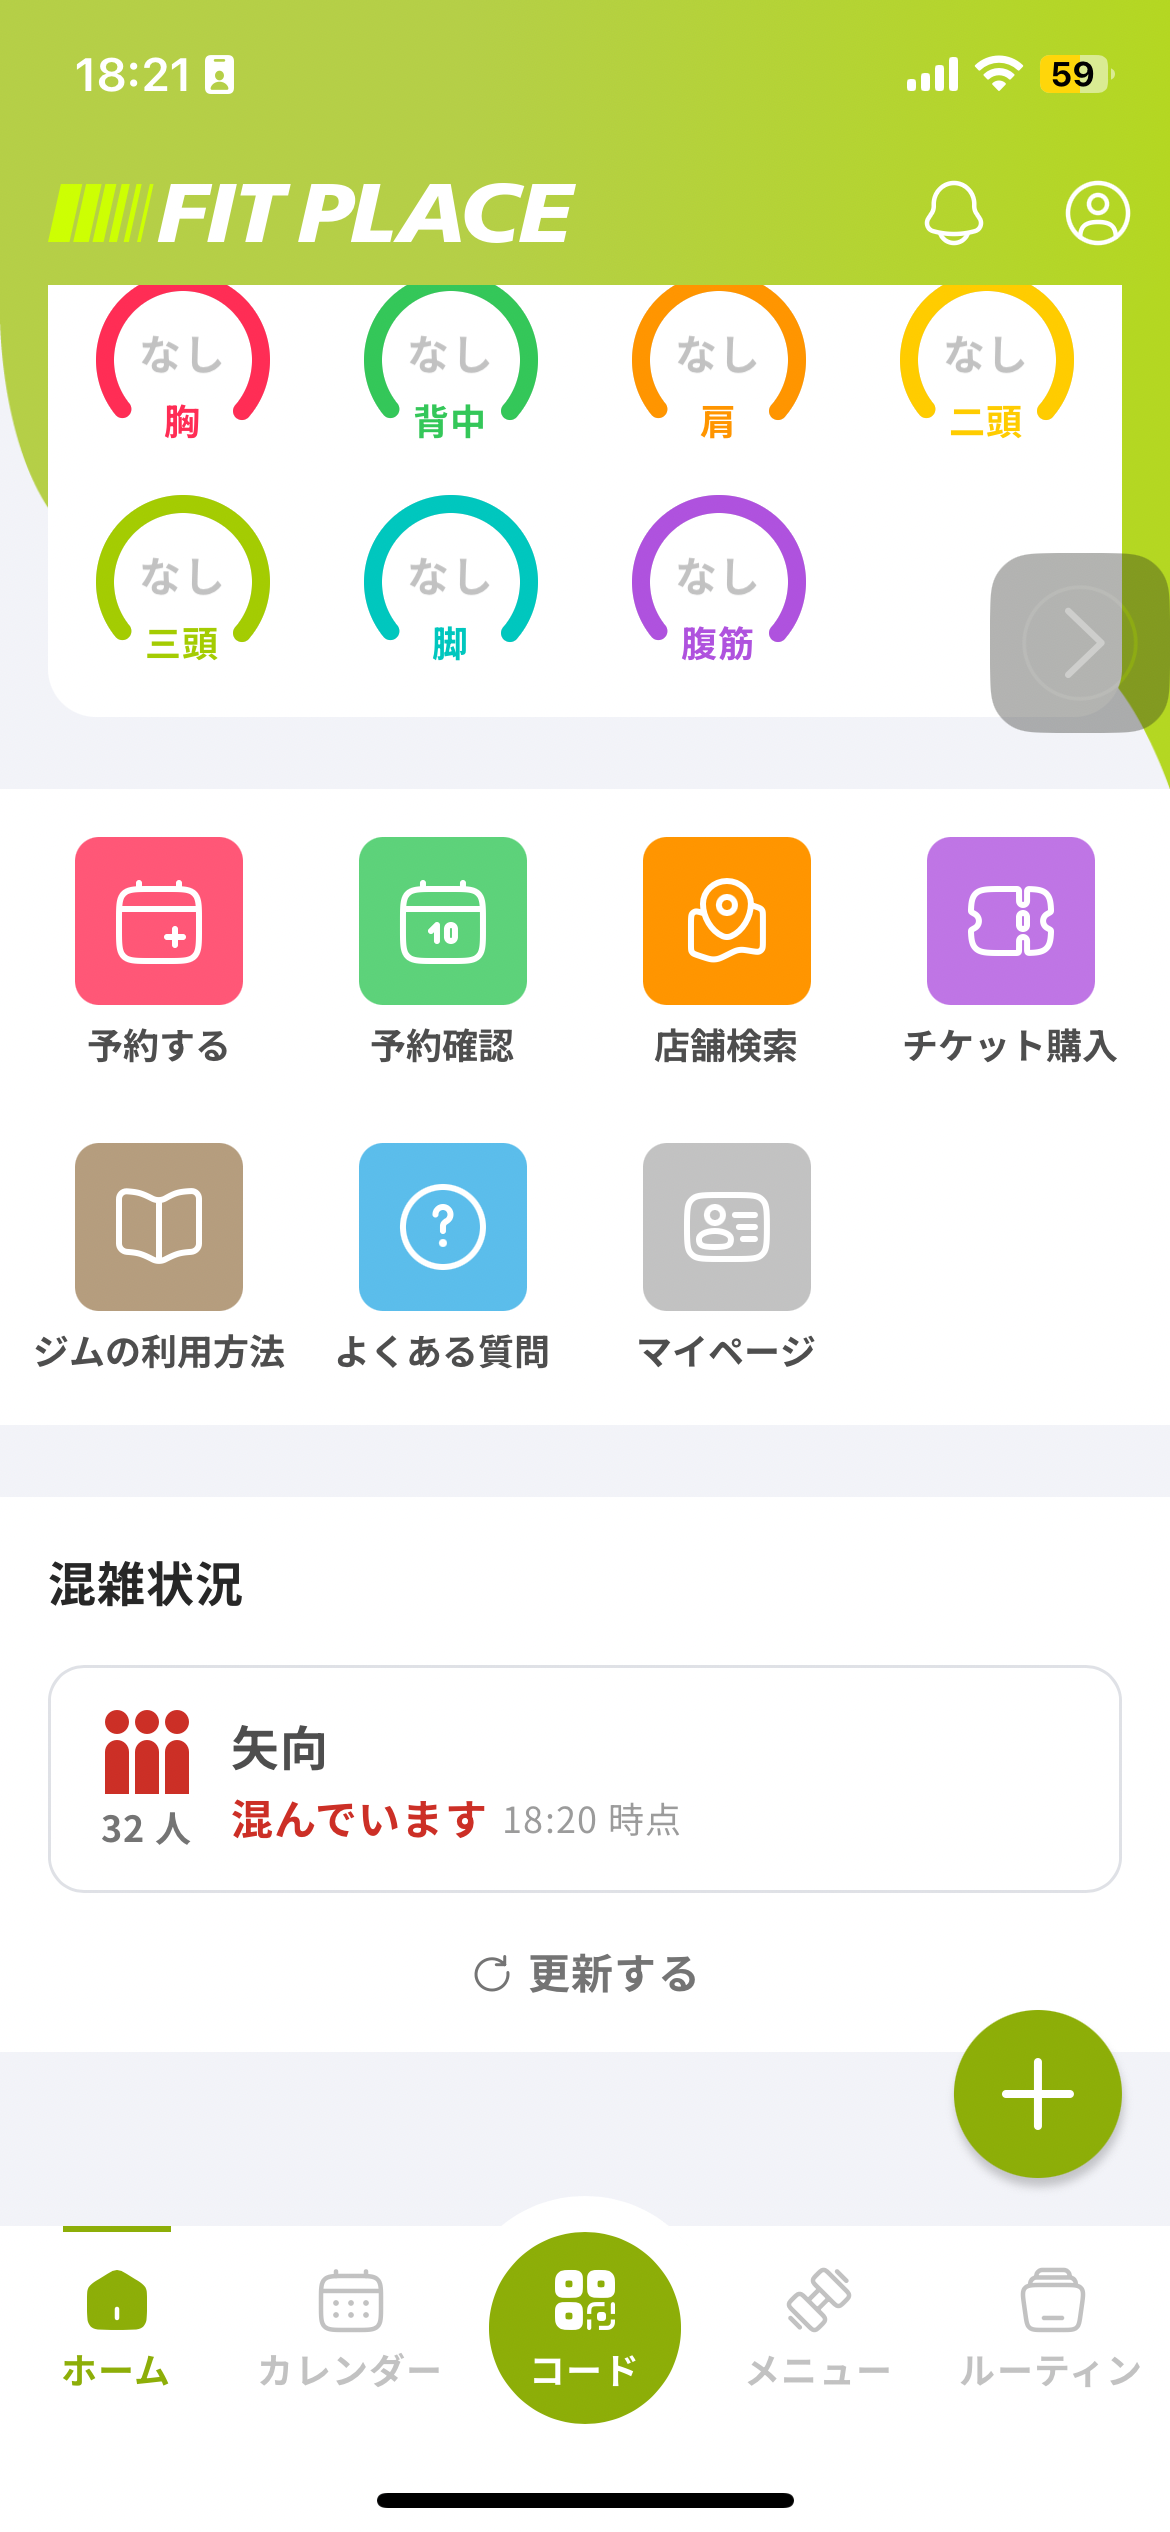 18:21
59
FIT PLACE
なし なし なし なし
胸 背中 肩 二頭
なし なし なし
三頭 脚 腹筋
10
予約する 予約確認 店舗検索 チケット購入
?
ジムの利用方法 よくある質問 マイページ
混雑状況
矢向
32 人
混んでいます 18:20 時点
更新する
ホーム カレンダー コード メニュー ルーティン